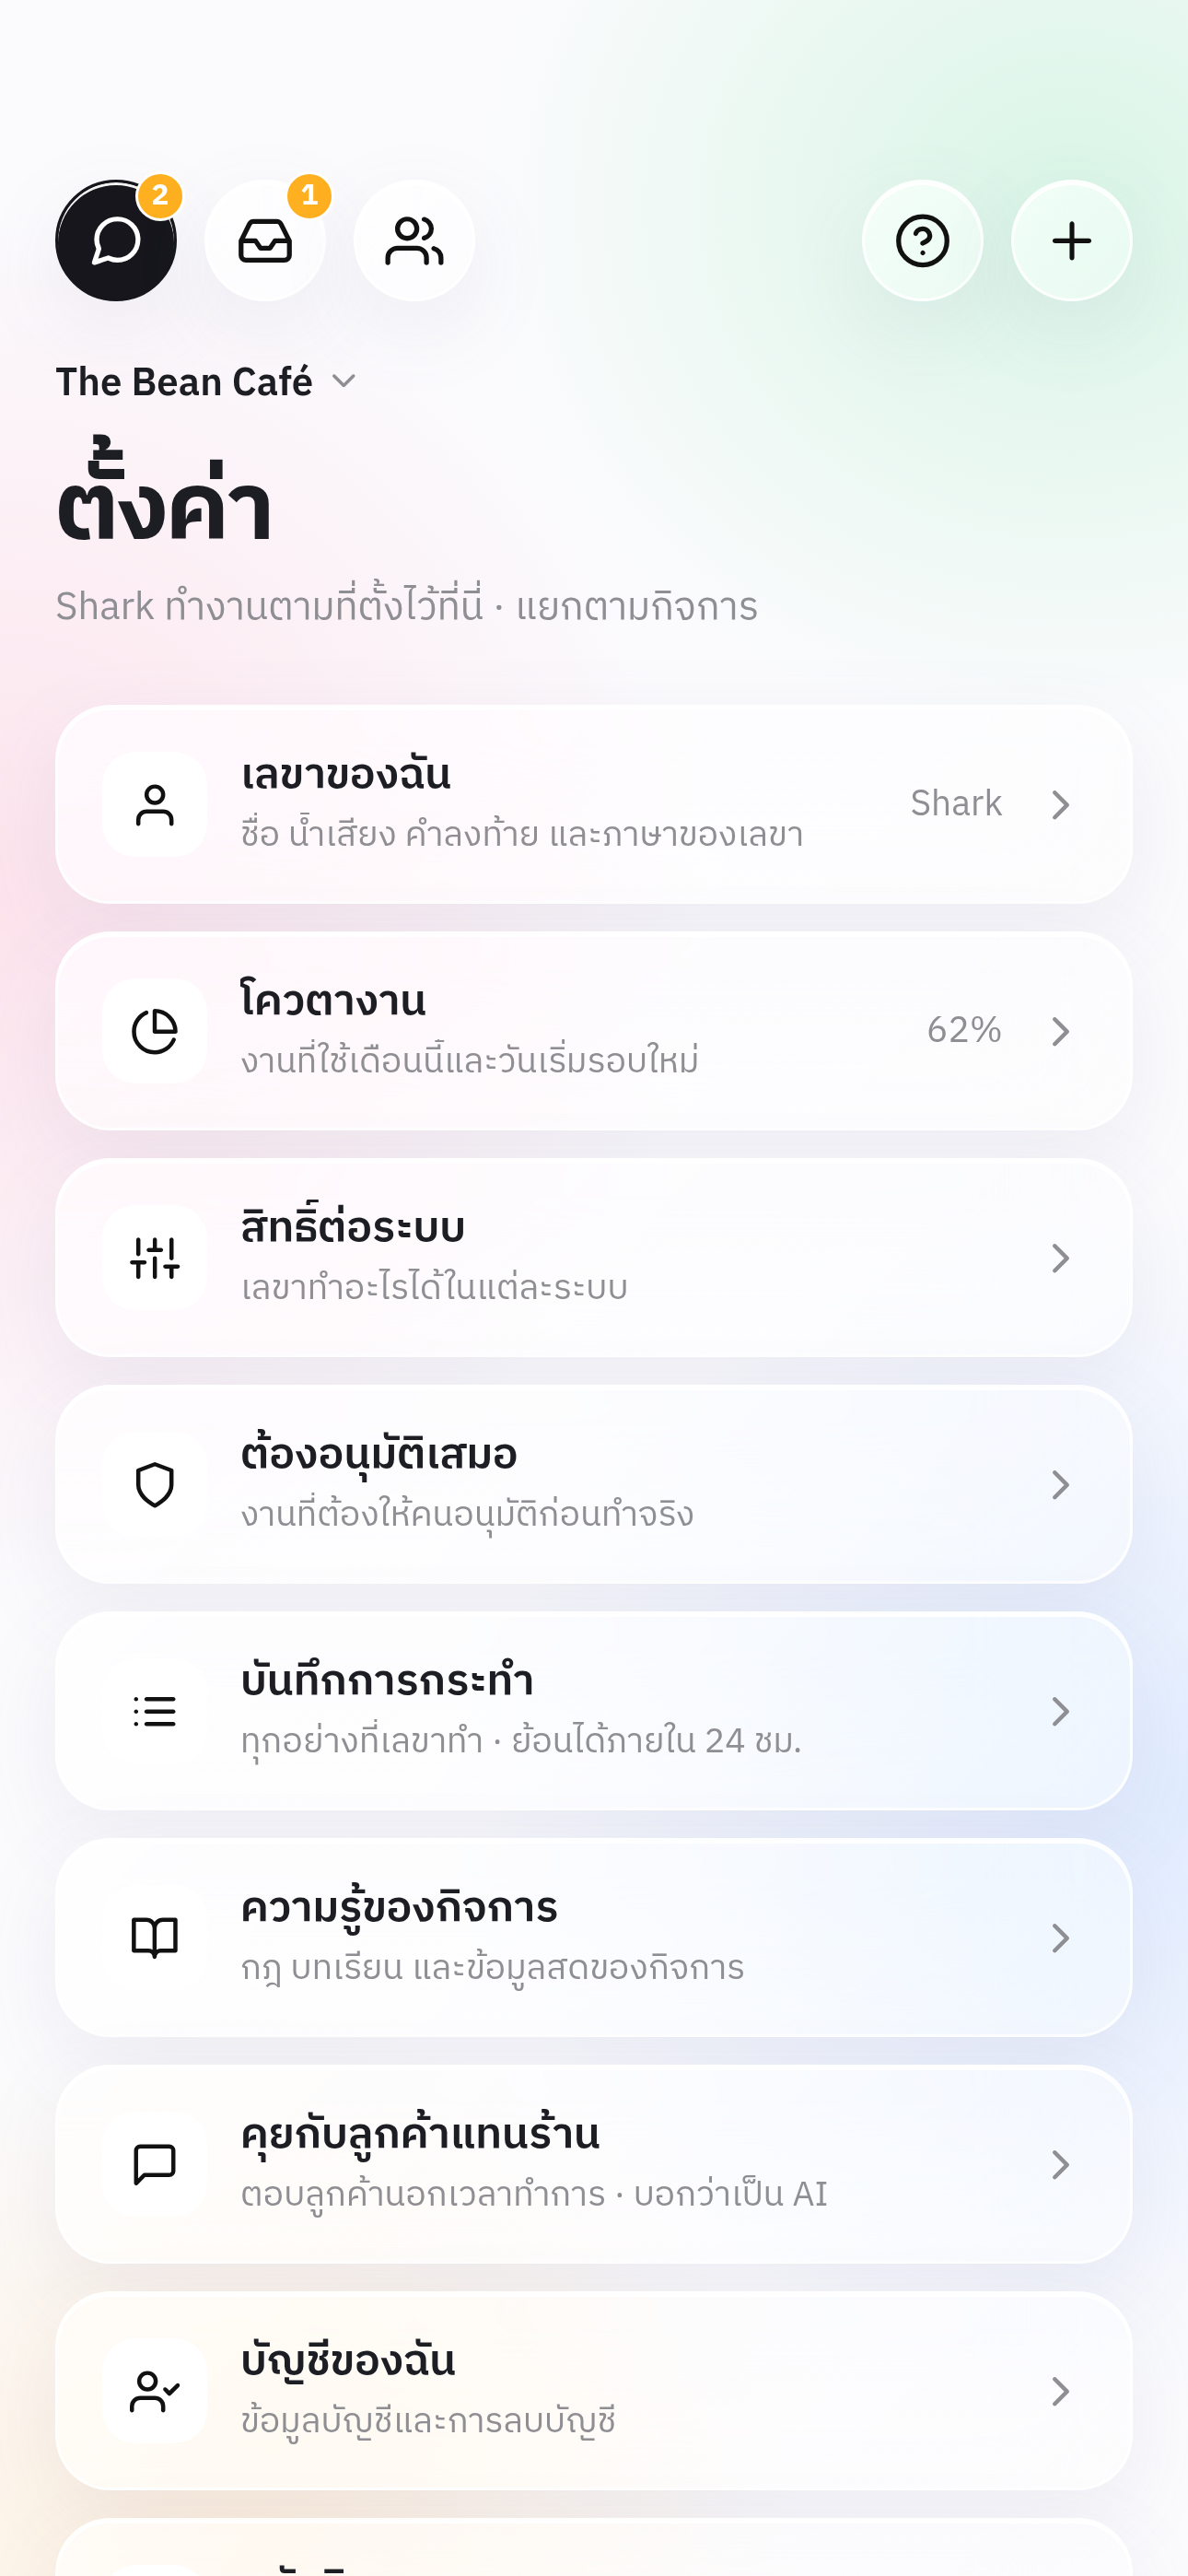 2
1
The Bean Café
ตั้งค่า
Shark ทำงานตามที่ตั้งไว้ที่นี่ · แยกตามกิจการ
เลขาของฉัน
ชื่อ น้ำเสียง คำลงท้าย และภาษาของเลขา
Shark
โควตางาน
งานที่ใช้เดือนนี้และวันเริ่มรอบใหม่
62%
สิทธิ์ต่อระบบ
เลขาทำอะไรได้ในแต่ละระบบ
ต้องอนุมัติเสมอ
งานที่ต้องให้คนอนุมัติก่อนทำจริง
บันทึกการกระทำ
ทุกอย่างที่เลขาทำ · ย้อนได้ภายใน 24 ชม.
ความรู้ของกิจการ
กฎ บทเรียน และข้อมูลสดของกิจการ
คุยกับลูกค้าแทนร้าน
ตอบลูกค้านอกเวลาทำการ · บอกว่าเป็น AI
บัญชีของฉัน
ข้อมูลบัญชีและการลบบัญชี